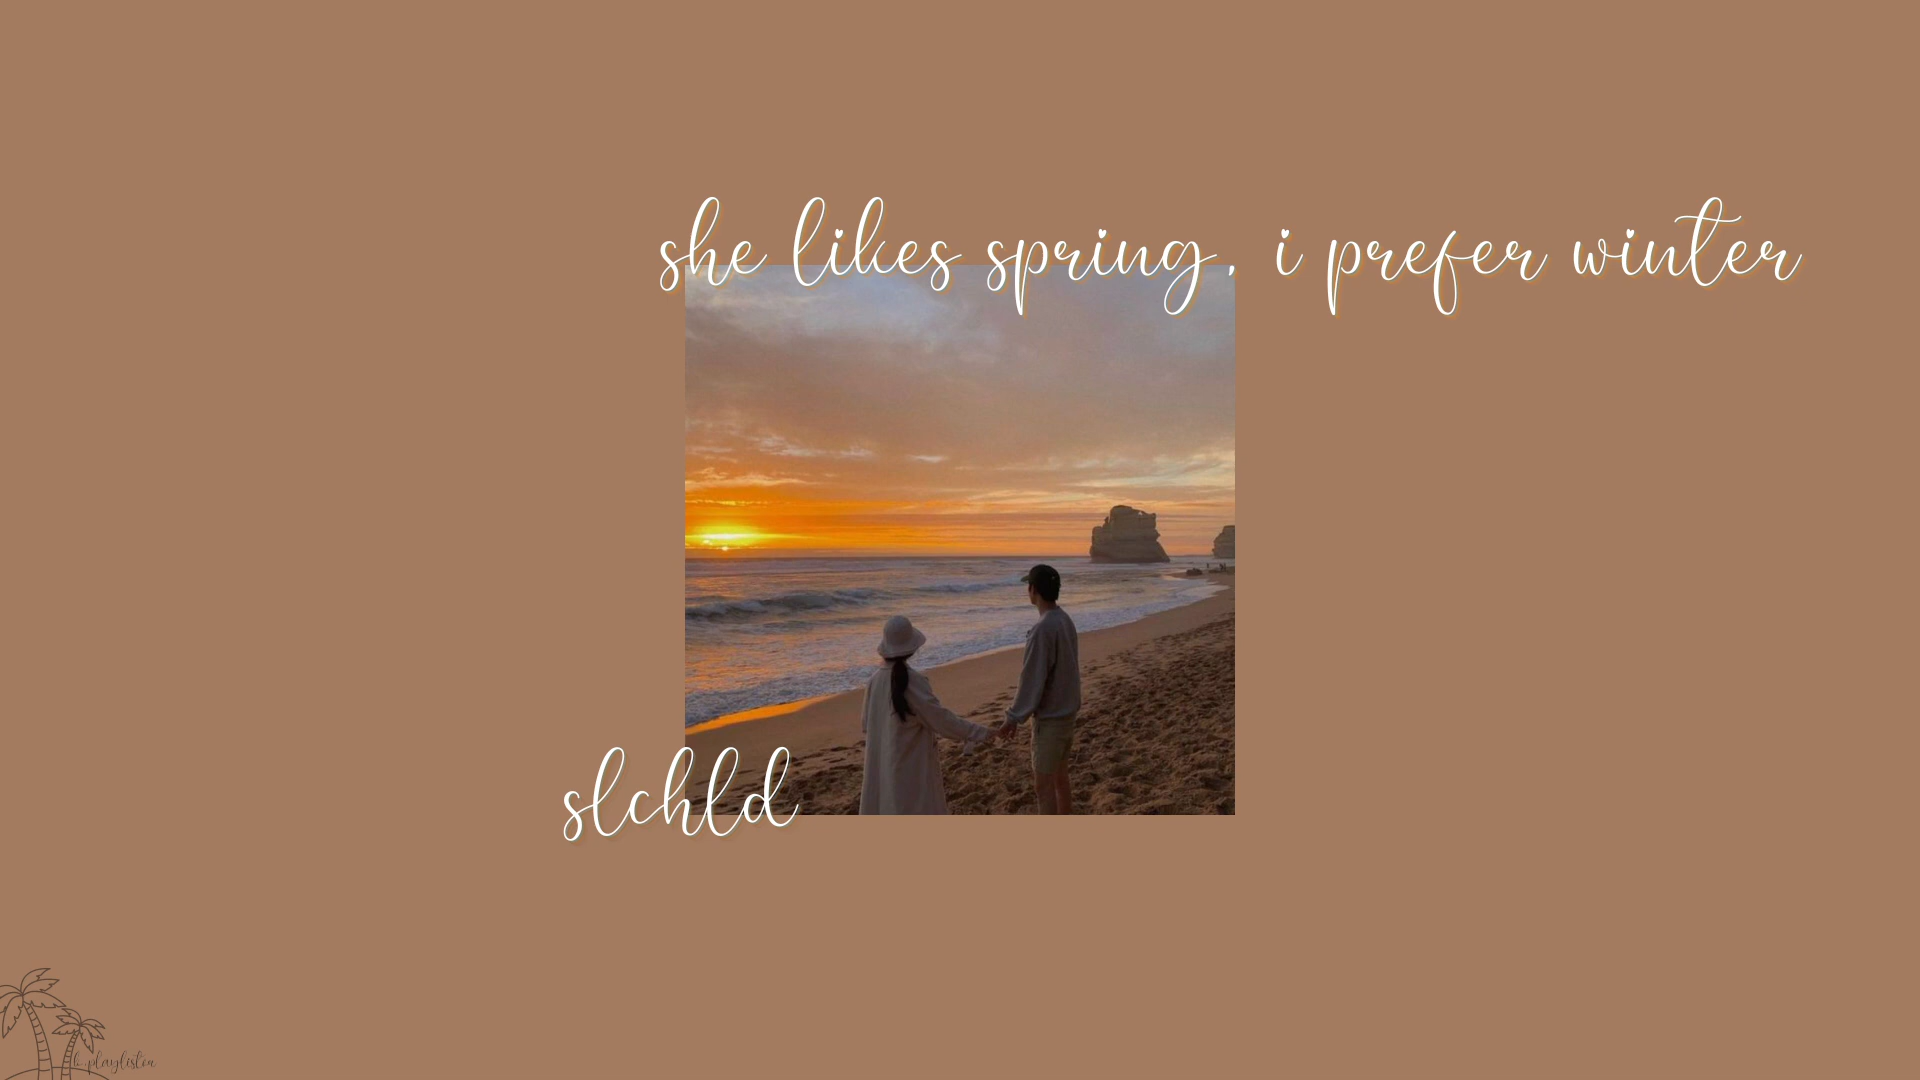 she likes spring, i prefer winter
slchld